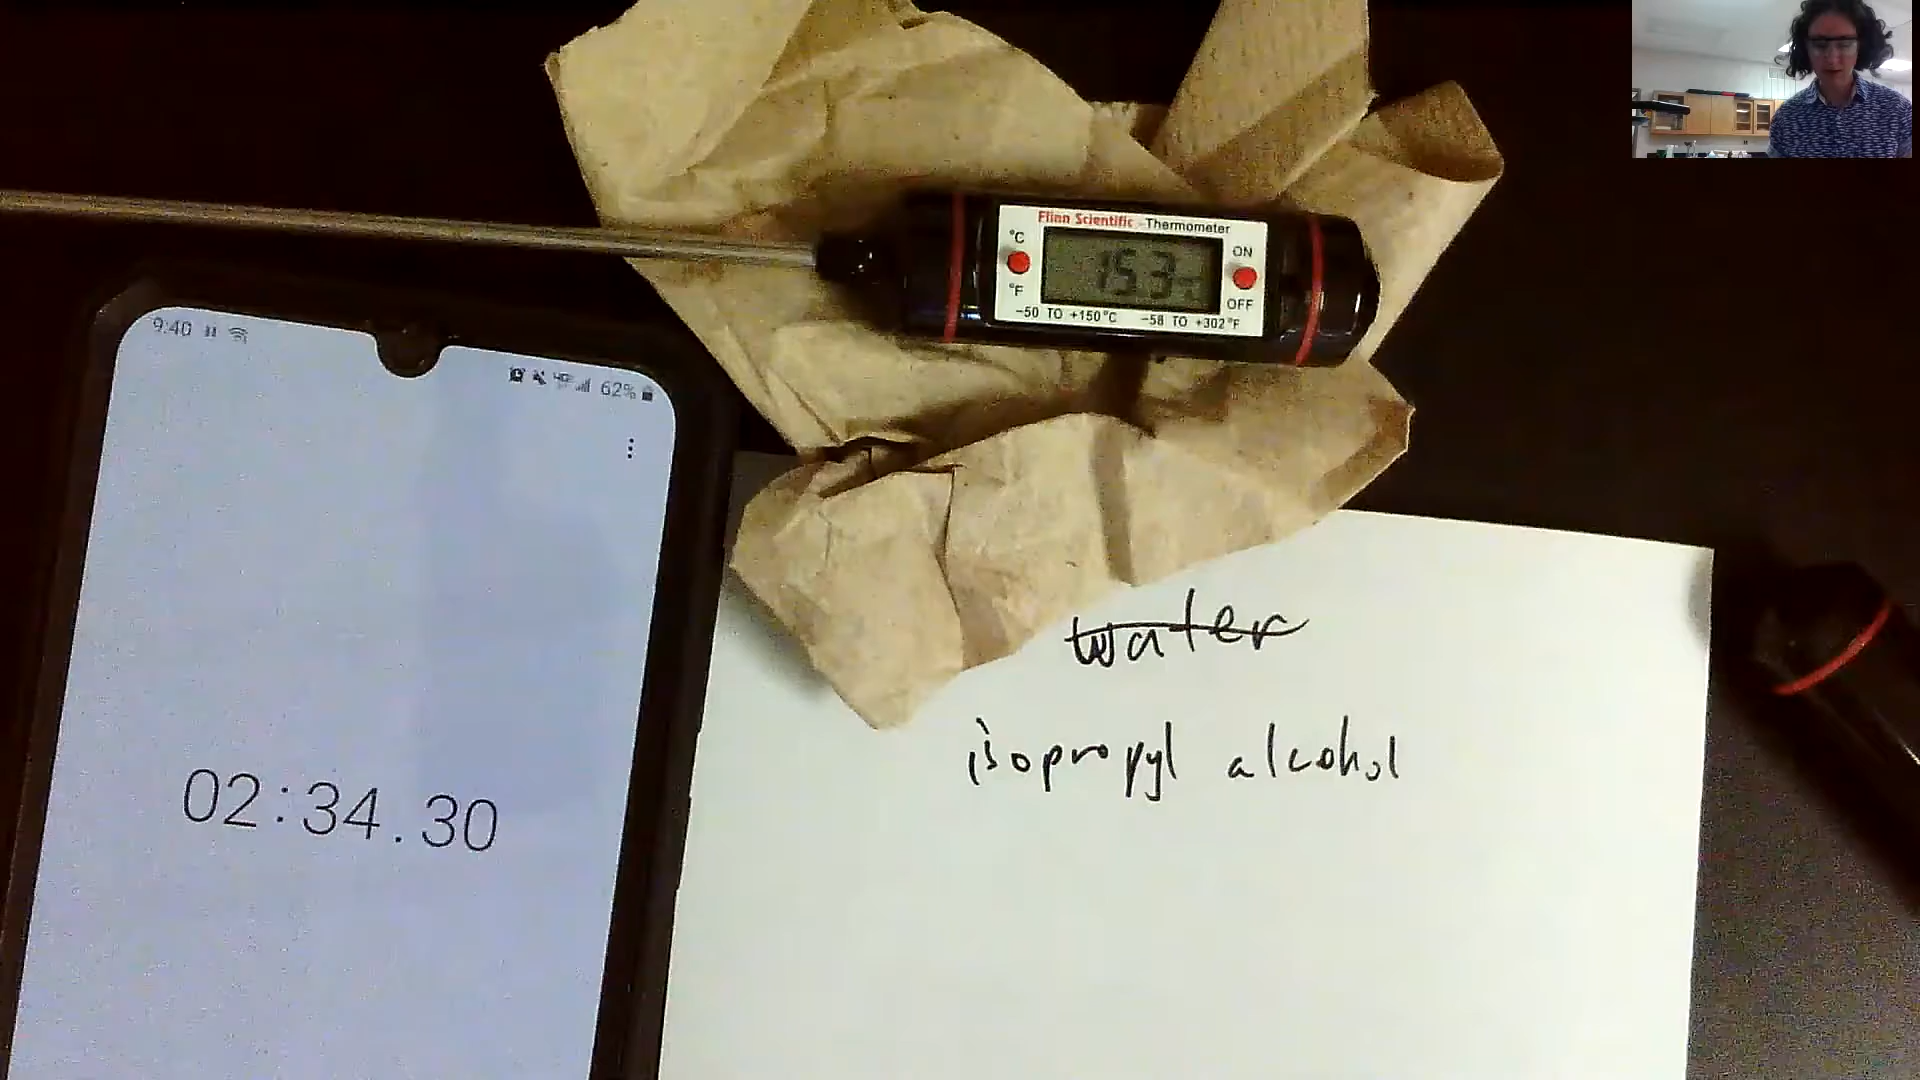 Flinn Scientific - Thermometer
°C
°F
15.3
ON
OFF
-50 TO +150°C -58 TO +302°F
9:40
62%
02:34.30
water
isopropyl alcohol